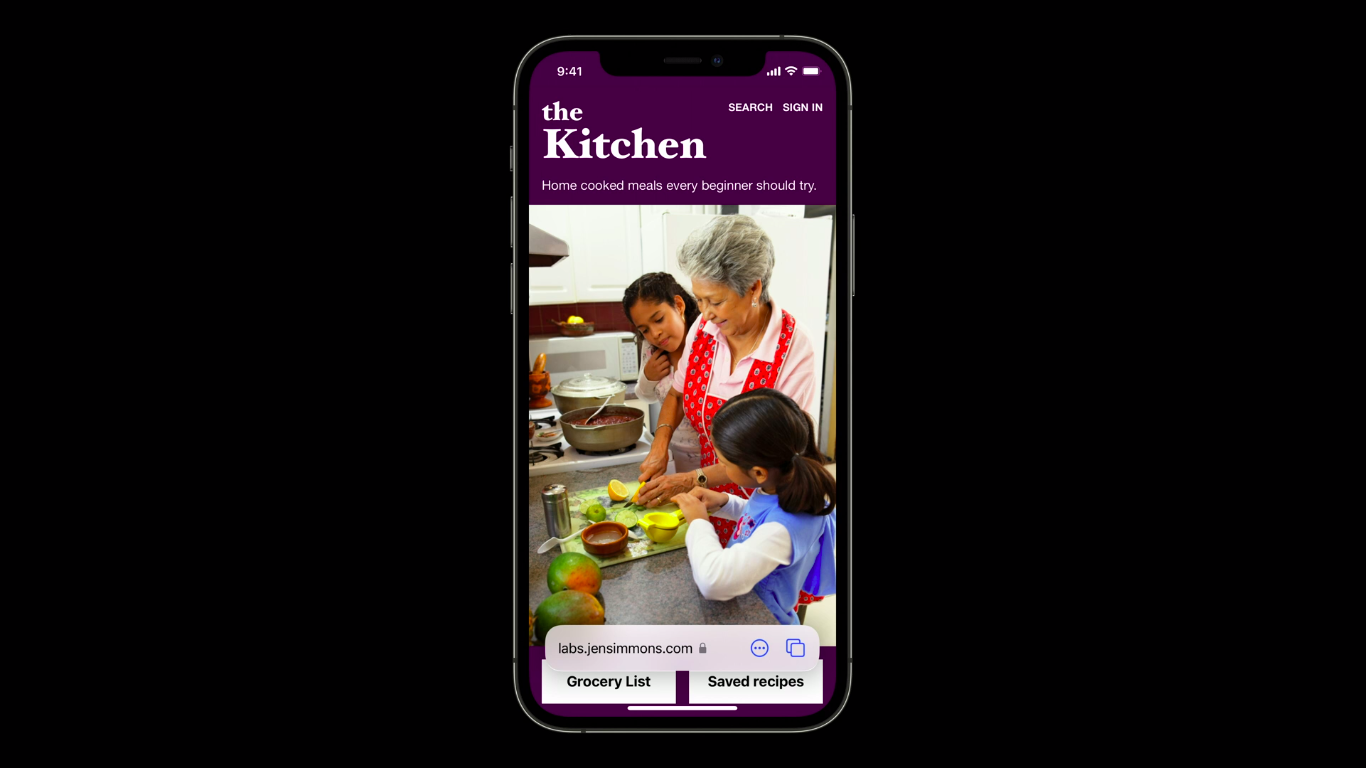 9:41
SEARCH SIGN IN
the
Kitchen
Home cooked meals every beginner should try.
labs.jensimmons.com
Grocery List
Saved recipes